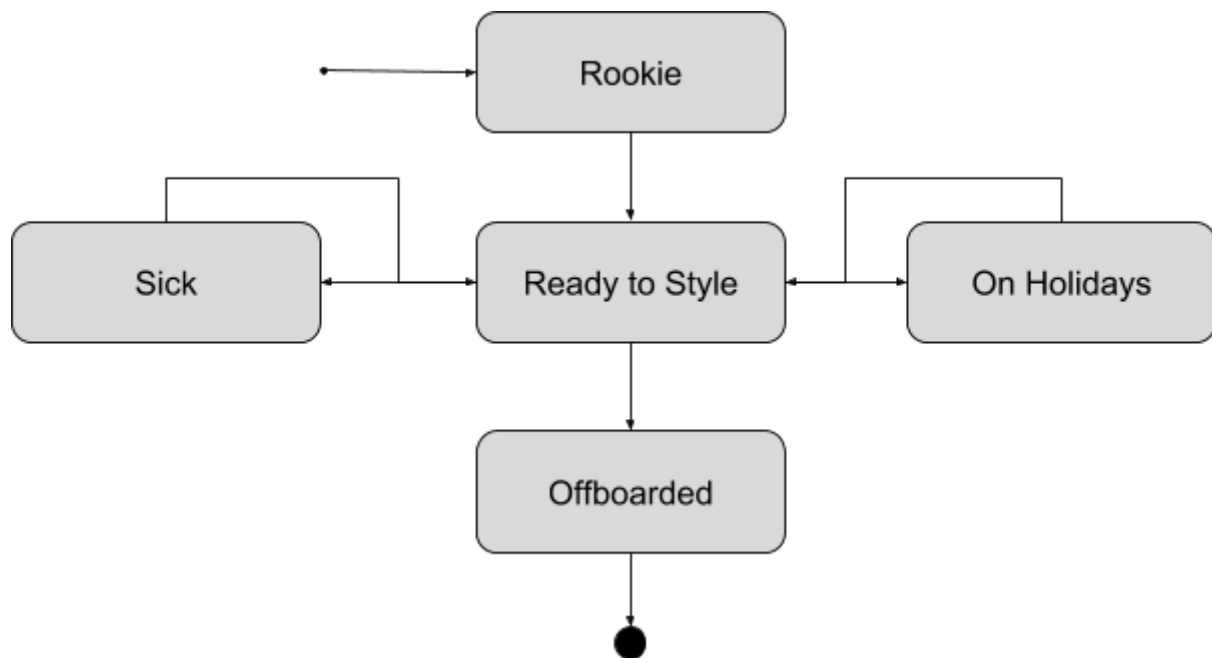 Rookie
Sick
Ready to Style
On Holidays
Offboarded